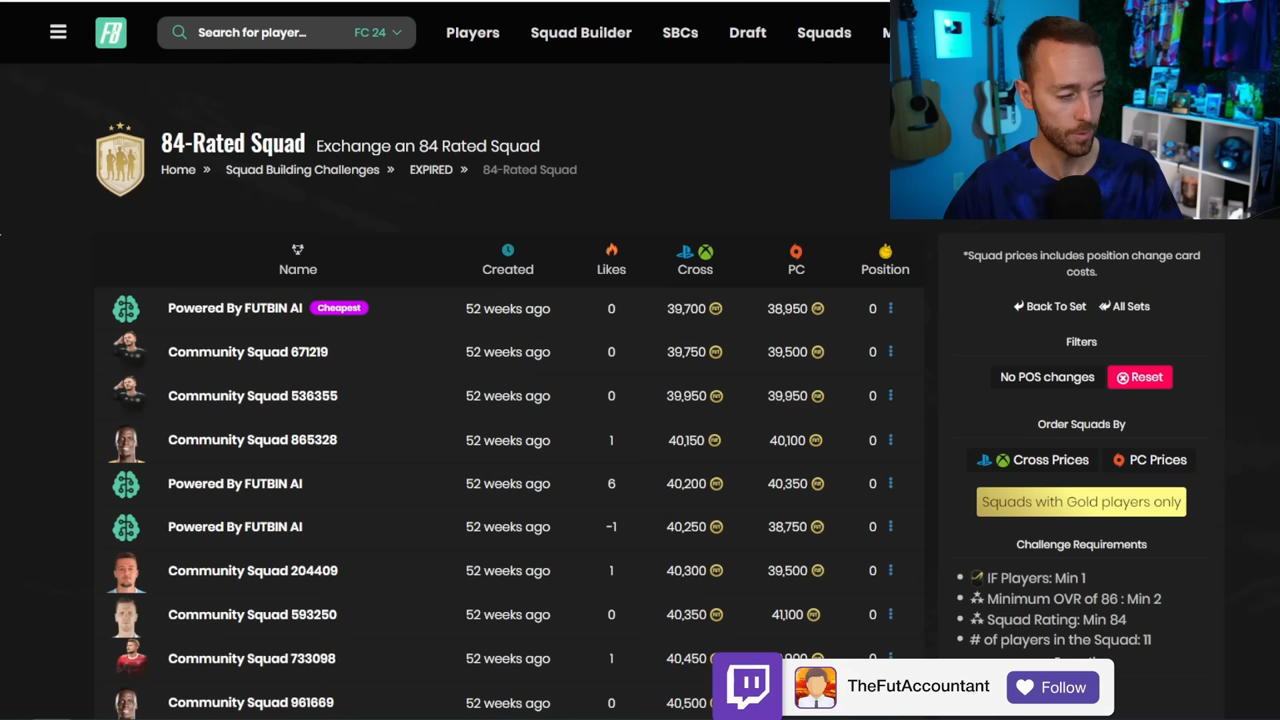 FB Search for player... FC 24 Players Squad Builder SBCs Draft Squads M
84-Rated Squad Exchange an 84 Rated Squad
Home » Squad Building Challenges » EXPIRED » 84-Rated Squad
Name Created Likes Cross PC Position
Powered By FUTBIN AI Cheapest 52 weeks ago 0 39,700 38,950 0
Community Squad 671219 52 weeks ago 0 39,750 39,500 0
Community Squad 536355 52 weeks ago 0 39,950 39,950 0
Community Squad 865328 52 weeks ago 1 40,150 40,100 0
Powered By FUTBIN AI 52 weeks ago 6 40,200 40,350 0
Powered By FUTBIN AI 52 weeks ago -1 40,250 38,750 0
Community Squad 204409 52 weeks ago 1 40,300 39,500 0
Community Squad 593250 52 weeks ago 0 40,350 41,100 0
Community Squad 733098 52 weeks ago 1 40,450
Community Squad 961669 52 weeks ago 0 40,500
*Squad prices includes position change card
costs.
Back To Set All Sets
Filters
No POS changes Reset
Order Squads By
Cross Prices PC Prices
Squads with Gold players only
Challenge Requirements
IF Players: Min 1
Minimum OVR of 86 : Min 2
Squad Rating: Min 84
# of players in the Squad: 11
TheFutAccountant Follow